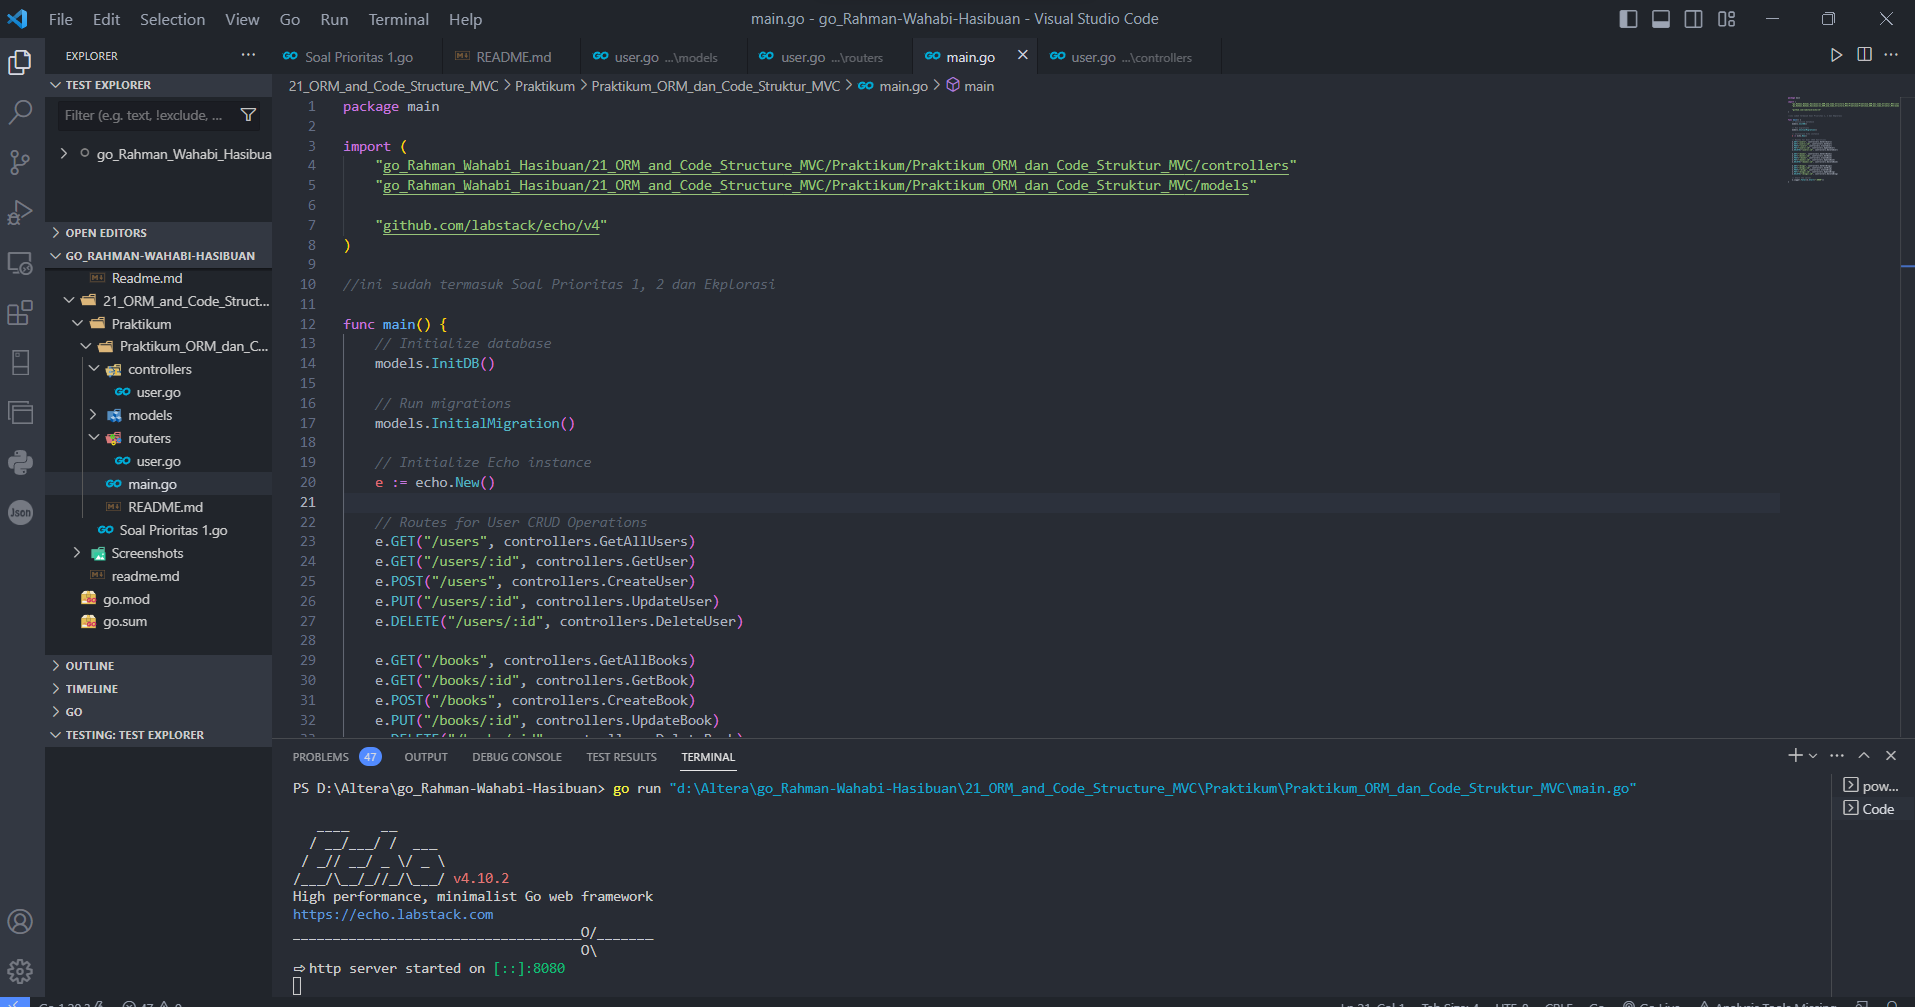 File Edit Selection View Go Run Terminal Help
main.go - go_Rahman-Wahabi-Hasibuan - Visual Studio Code
EXPLORER
TEST EXPLORER
Filter (e.g. text, !exclude, ...
go_Rahman_Wahabi_Hasibua
OPEN EDITORS
GO_RAHMAN-WAHABI-HASIBUAN
Readme.md
21_ORM_and_Code_Struct...
Praktikum
Praktikum_ORM_dan_C...
controllers
user.go
models
routers
user.go
main.go
README.md
Soal Prioritas 1.go
Screenshots
readme.md
go.mod
go.sum
OUTLINE
TIMELINE
GO
TESTING: TEST EXPLORER
Json
Soal Prioritas 1.go
README.md
user.go ...\models
user.go ...\routers
main.go
user.go ...\controllers
21_ORM_and_Code_Structure_MVC > Praktikum > Praktikum_ORM_dan_Code_Struktur_MVC > main.go > main
1 package main
2
3 import (
4 "go_Rahman_Wahabi_Hasibuan/21_ORM_and_Code_Structure_MVC/Praktikum/Praktikum_ORM_dan_Code_Struktur_MVC/controllers"
5 "go_Rahman_Wahabi_Hasibuan/21_ORM_and_Code_Structure_MVC/Praktikum/Praktikum_ORM_dan_Code_Struktur_MVC/models"
6
7 "github.com/labstack/echo/v4"
8 )
9
10 //ini sudah termasuk Soal Prioritas 1, 2 dan Ekplorasi
11
12 func main() {
13 // Initialize database
14 models.InitDB()
15
16 // Run migrations
17 models.InitialMigration()
18
19 // Initialize Echo instance
20 e := echo.New()
21
22 // Routes for User CRUD Operations
23 e.GET("/users", controllers.GetAllUsers)
24 e.GET("/users/:id", controllers.GetUser)
25 e.POST("/users", controllers.CreateUser)
26 e.PUT("/users/:id", controllers.UpdateUser)
27 e.DELETE("/users/:id", controllers.DeleteUser)
28
29 e.GET("/books", controllers.GetAllBooks)
30 e.GET("/books/:id", controllers.GetBook)
31 e.POST("/books", controllers.CreateBook)
32 e.PUT("/books/:id", controllers.UpdateBook)
PROBLEMS 47 OUTPUT DEBUG CONSOLE TEST RESULTS TERMINAL
PS D:\Altera\go_Rahman-Wahabi-Hasibuan> go run "d:\Altera\go_Rahman-Wahabi-Hasibuan\21_ORM_and_Code_Structure_MVC\Praktikum\Praktikum_ORM_dan_Code_Struktur_MVC\main.go"
v4.10.2
High performance, minimalist Go web framework
https://echo.labstack.com
____________________________________O/_______
O\
⇨ http server started on [::]:8080
pow...
Code